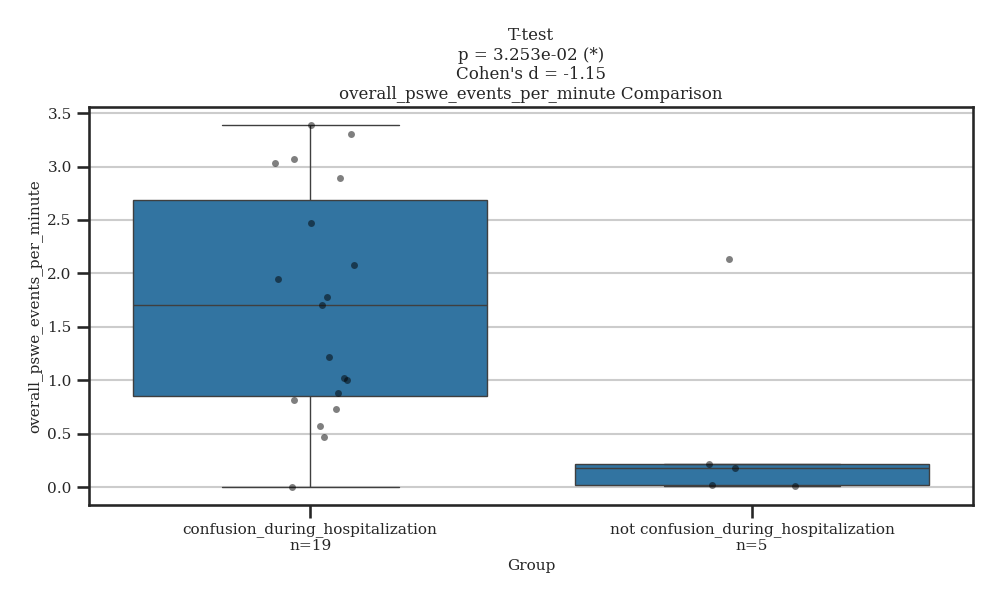 T-test
p = 3.253e-02 (*)
Cohen's d = -1.15
overall_pswe_events_per_minute Comparison
overall_pswe_events_per_minute
3.5
3.0
2.5
2.0
1.5
1.0
0.5
0.0
confusion_during_hospitalization
n=19
not confusion_during_hospitalization
n=5
Group